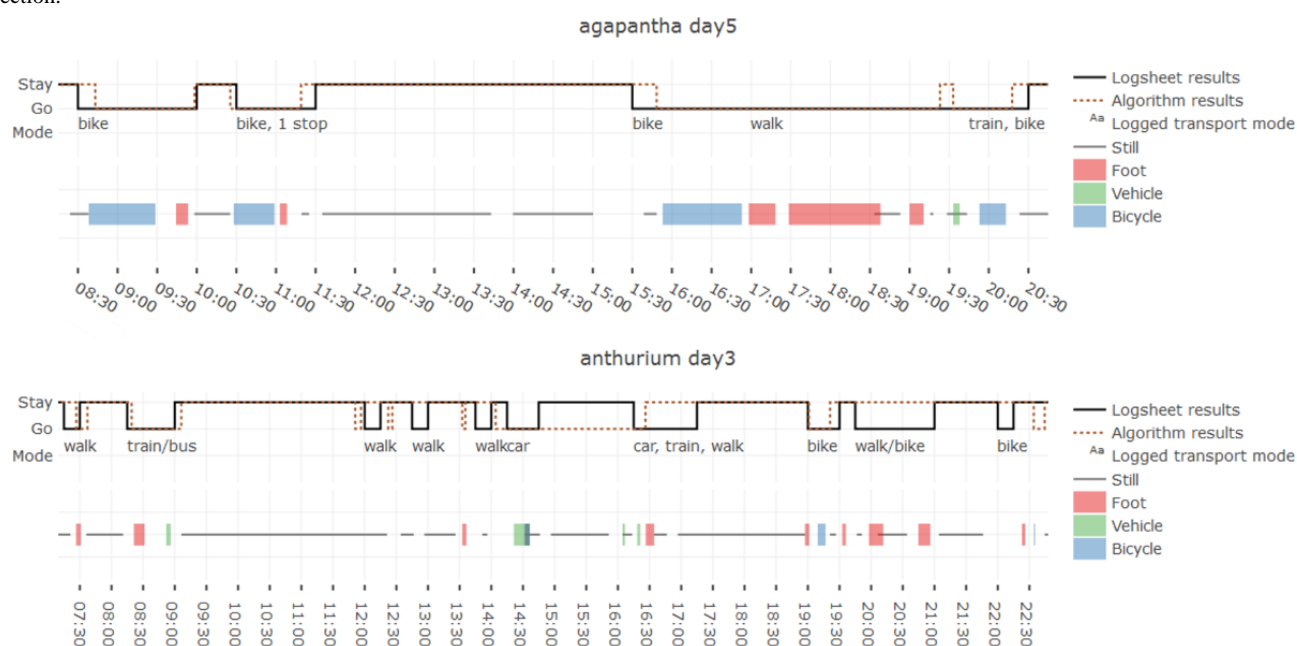 ection.
agapantha day5
Stay
Go
Mode
bike
bike, 1 stop
bike
walk
train, bike
Logsheet results
Algorithm results
Aa Logged transport mode
Still
Foot
Vehicle
Bicycle
08:30 09:00 09:30 10:00 10:30 11:00 11:30 12:00 12:30 13:00 13:30 14:00 14:30 15:00 15:30 16:00 16:30 17:00 17:30 18:00 18:30 19:00 19:30 20:00 20:30
anthurium day3
Stay
Go
Mode
walk
train/bus
walk
walk
walkcar
car, train, walk
bike
walk/bike
bike
Logsheet results
Algorithm results
Aa Logged transport mode
Still
Foot
Vehicle
Bicycle
07:30 08:00 08:30 09:00 09:30 10:00 10:30 11:00 11:30 12:00 12:30 13:00 13:30 14:00 14:30 15:00 15:30 16:00 16:30 17:00 17:30 18:00 18:30 19:00 19:30 20:00 20:30 21:00 21:30 22:00 22:30